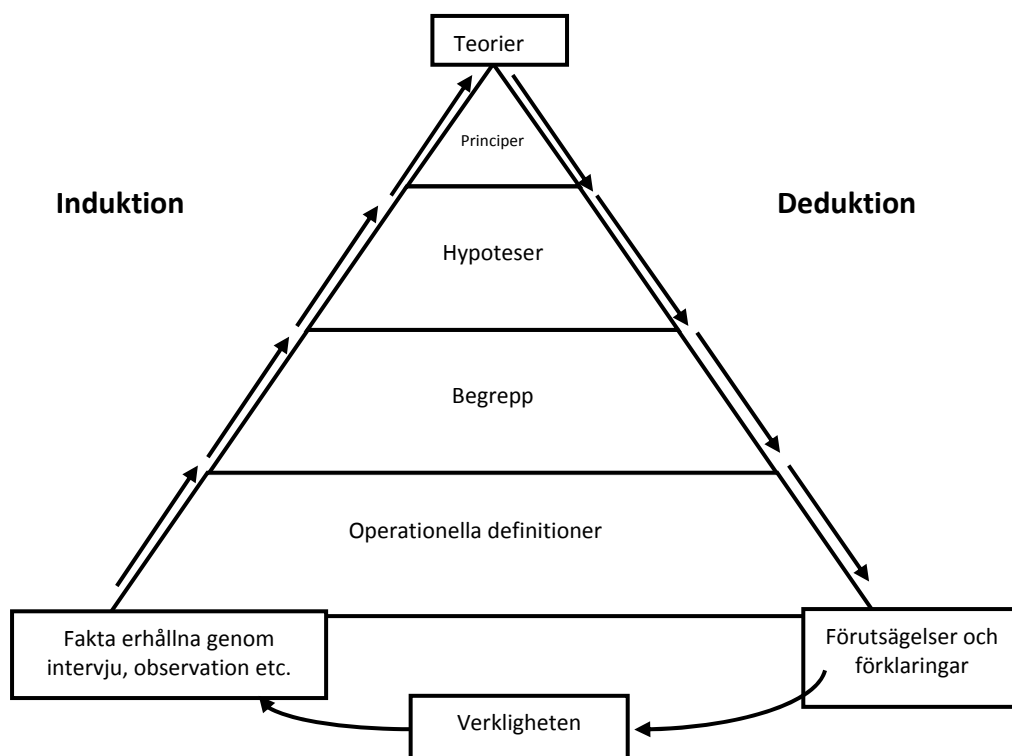 Teorier
Principer
Induktion
Deduktion
Hypoteser
Begrepp
Operationella definitioner
Fakta erhållna genom
intervju, observation etc.
Förutsägelser och
förklaringar
Verkligheten